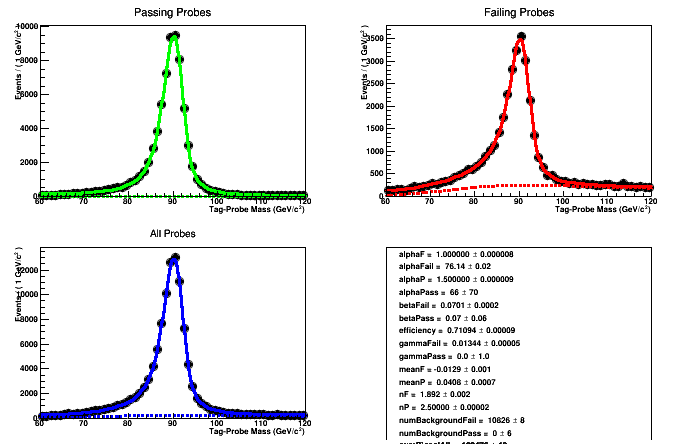 Passing Probes
Events / ( 1 GeV/c² )
10000
8000
6000
4000
2000
0
60 70 80 90 100 110 120
Tag-Probe Mass (GeV/c²)
Failing Probes
Events / ( 1 GeV/c² )
3500
3000
2500
2000
1500
1000
500
0
60 70 80 90 100 110 120
Tag-Probe Mass (GeV/c²)
All Probes
Events / ( 1 GeV/c² )
12000
10000
8000
6000
4000
2000
0
60 70 80 90 100 110 120
Tag-Probe Mass (GeV/c²)
alphaF = 1.000000 ± 0.000008
alphaFail = 76.14 ± 0.02
alphaP = 1.500000 ± 0.000009
alphaPass = 66 ± 70
betaFail = 0.0701 ± 0.0002
betaPass = 0.07 ± 0.06
efficiency = 0.71094 ± 0.00009
gammaFail = 0.01344 ± 0.00005
gammaPass = 0.0 ± 1.0
meanF = -0.0129 ± 0.001
meanP = 0.0408 ± 0.0007
nF = 1.892 ± 0.002
nP = 2.50000 ± 0.00002
numBackgroundFail = 10826 ± 8
numBackgroundPass = 0 ± 6